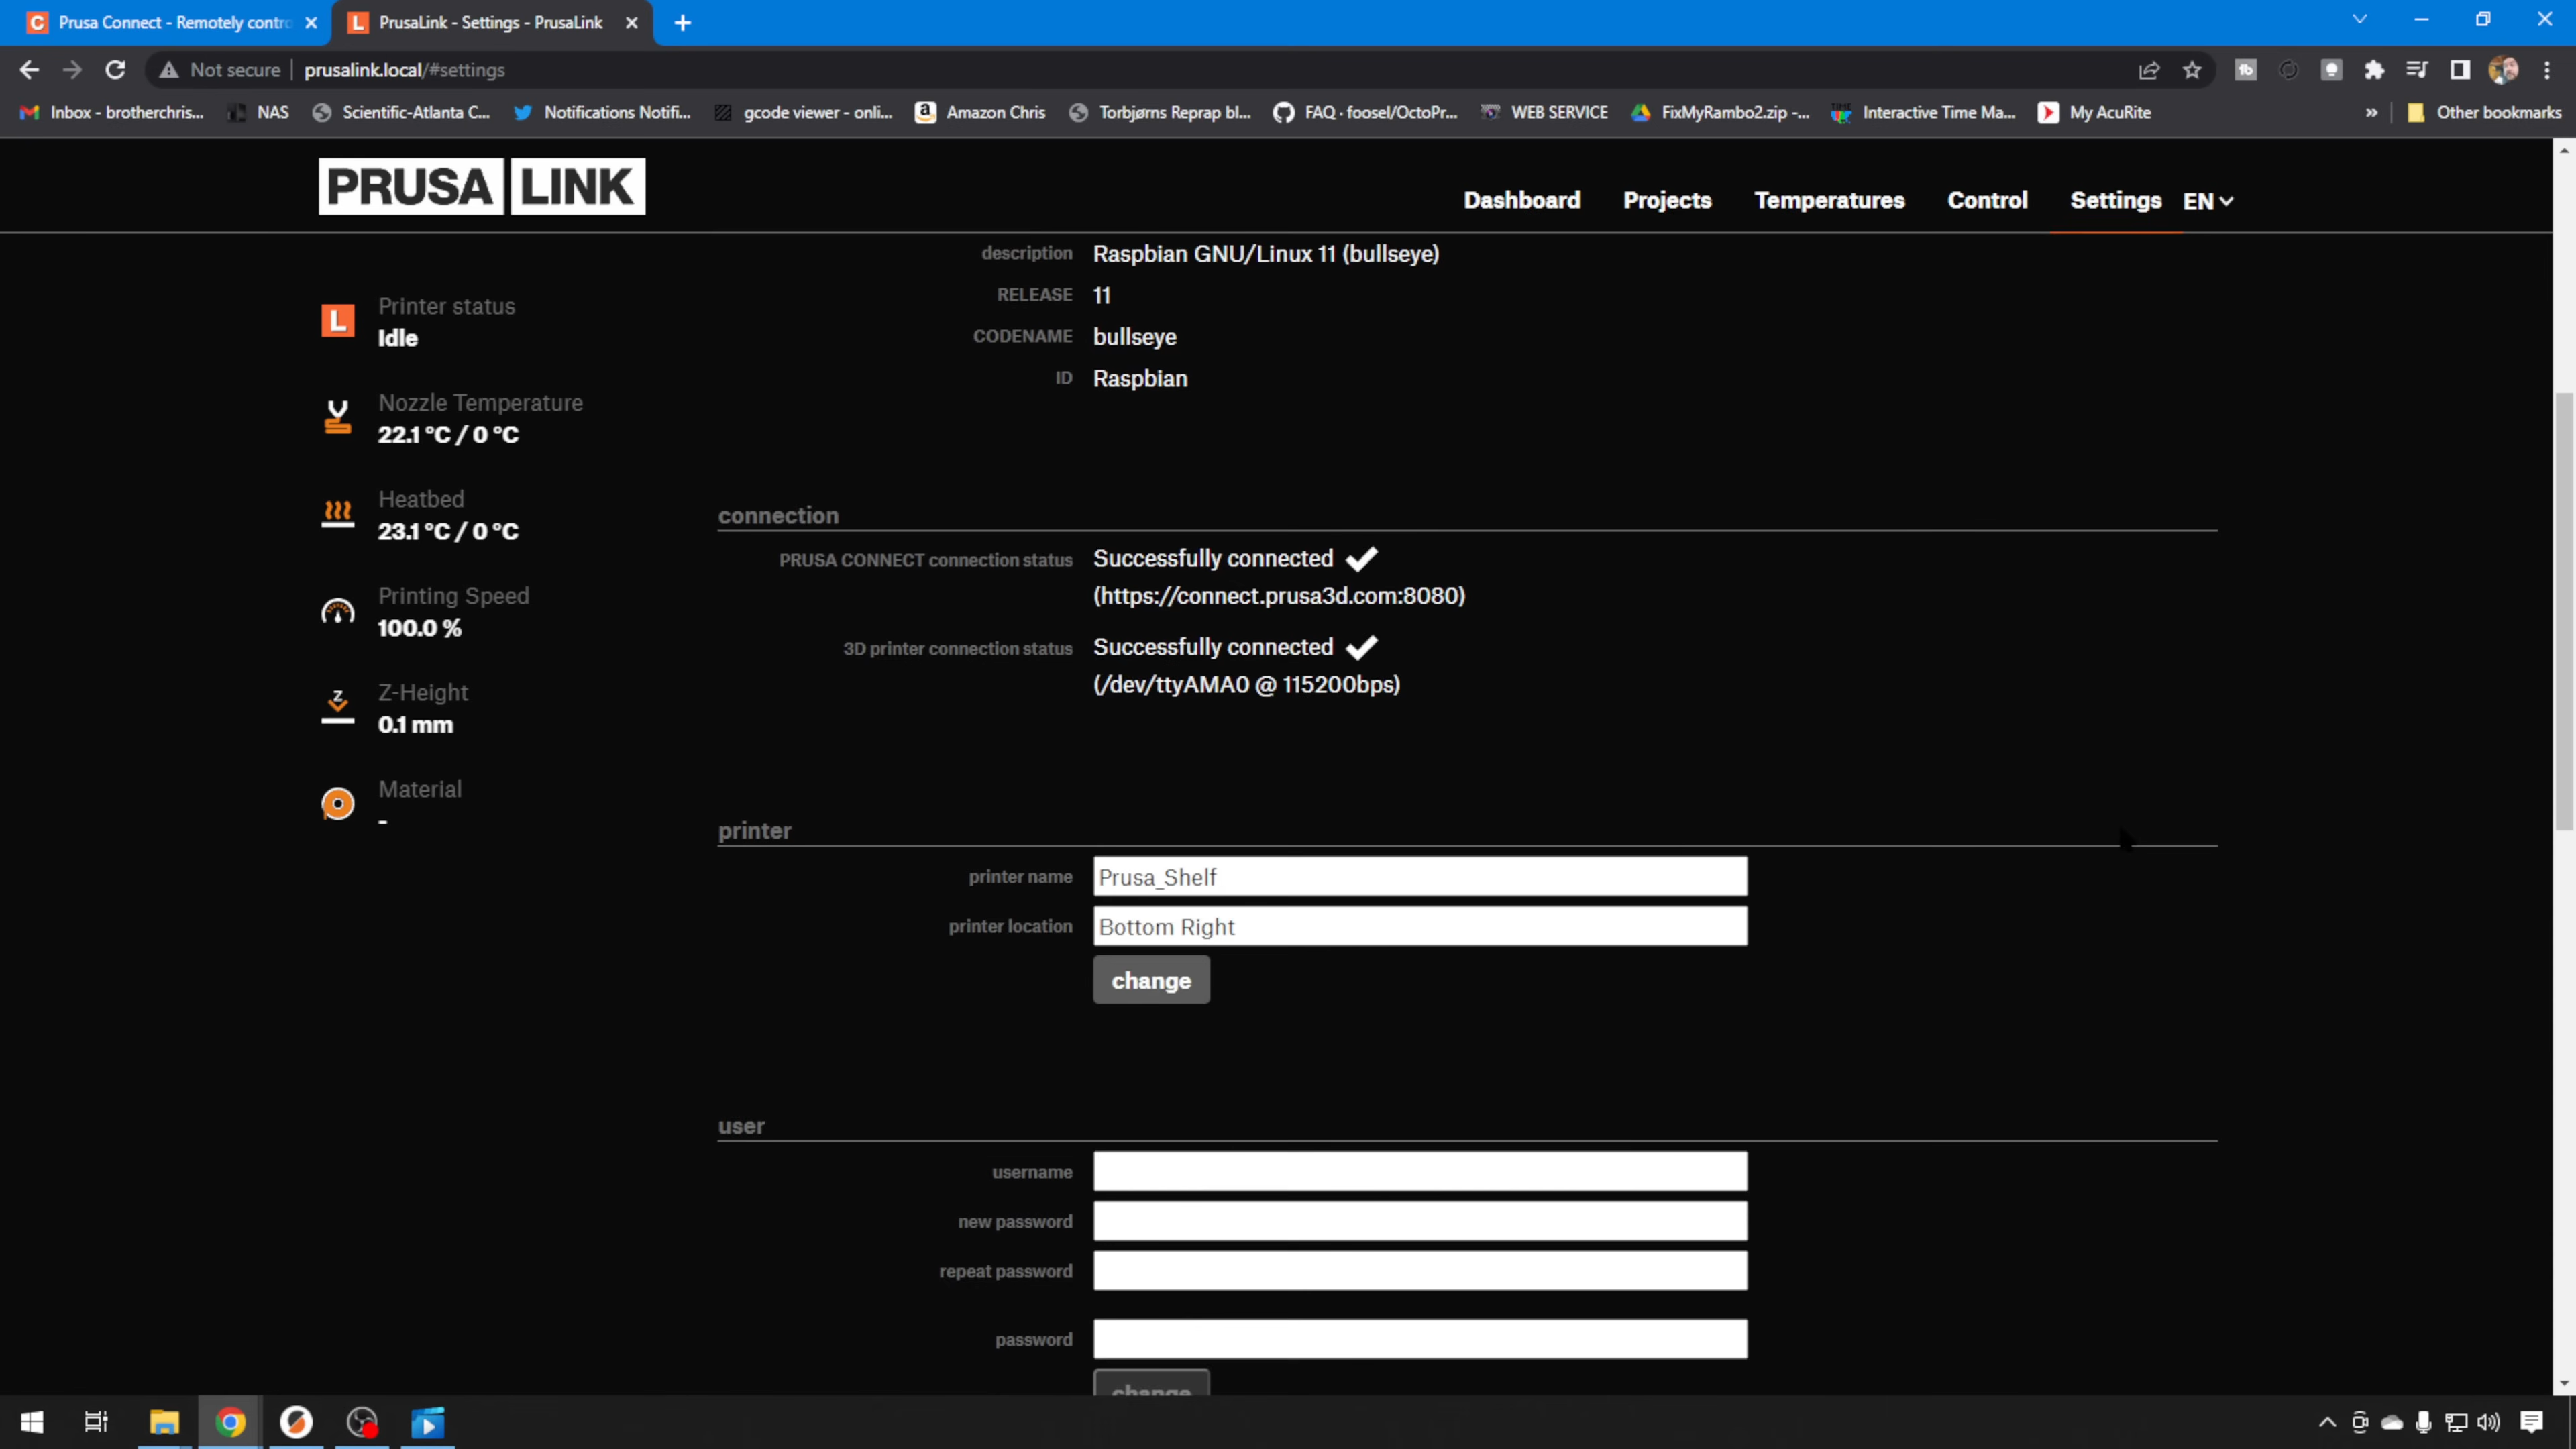 C Prusa Connect - Remotely contro
L PrusaLink - Settings - PrusaLink
Not secure prusalink.local/#settings
Inbox - brotherchris... NAS Scientific-Atlanta C... Notifications Notifi... gcode viewer - onli... Amazon Chris Torbjørns Reprap bl... FAQ · foosel/OctoPr... WEB SERVICE FixMyRambo2.zip -... Interactive Time Ma... My AcuRite » Other bookmarks
PRUSA LINK
Dashboard Projects Temperatures Control Settings EN
L Printer status
Idle
Nozzle Temperature
22.1 °C / 0 °C
Heatbed
23.1 °C / 0 °C
Printing Speed
100.0 %
Z-Height
0.1 mm
Material
-
description Raspbian GNU/Linux 11 (bullseye)
RELEASE 11
CODENAME bullseye
ID Raspbian
connection
PRUSA CONNECT connection status Successfully connected
(https://connect.prusa3d.com:8080)
3D printer connection status Successfully connected
(/dev/ttyAMA0 @ 115200bps)
printer
printer name Prusa_Shelf
printer location Bottom Right
change
user
username
new password
repeat password
password
change